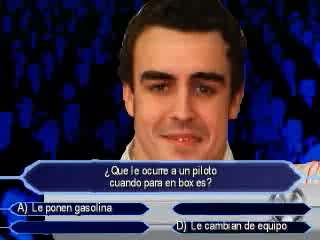 ¿Que le ocurre a un piloto
cuando para en box es?
A) Le ponen gasolina
D) Le cambian de equipo